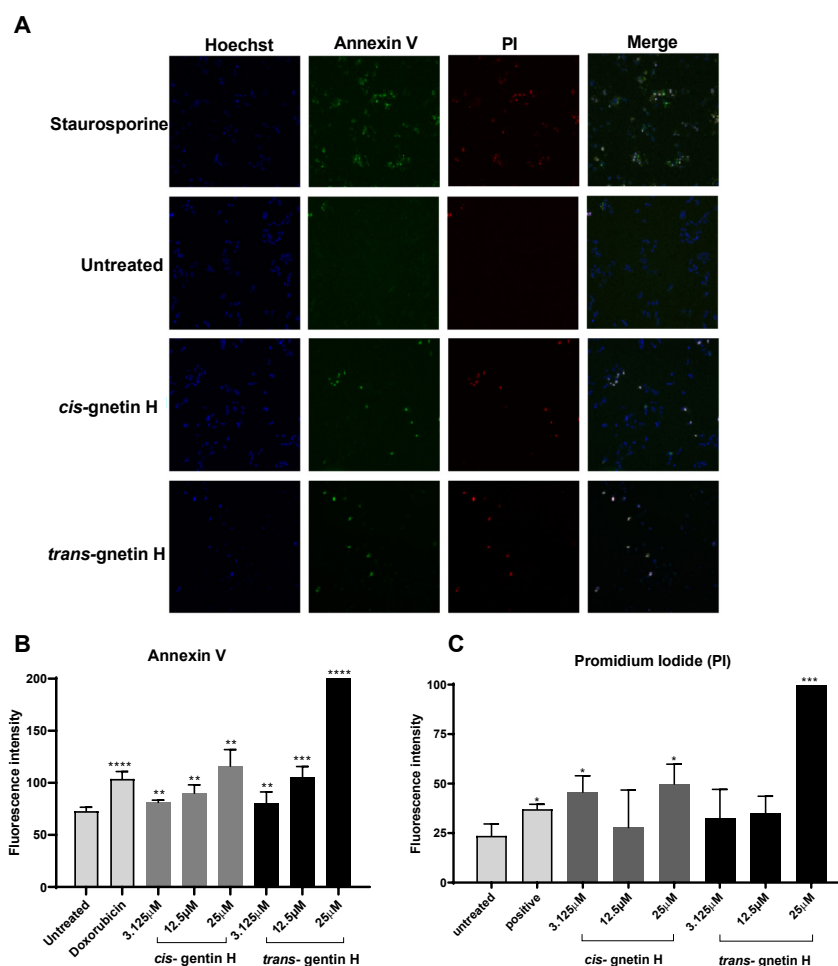 A
Hoechst Annexin V PI Merge
Staurosporine
Untreated
cis-gnetin H
trans-gnetin H
B
Annexin V
Fluorescence intensity
200
150
100
50
0
**** ** ** ** ** *** ****
Untreated Doxorubicin 3.125μM 12.5μM 25μM 3.125μM 12.5μM 25μM
cis- gentin H trans- gentin H
C
Promidium Iodide (PI)
Fluorescence intensity
100
75
50
25
0
* * * ***
untreated positive 3.125μM 12.5μM 25μM 3.125μM 12.5μM 25μM
cis- gnetin H trans- gnetin H